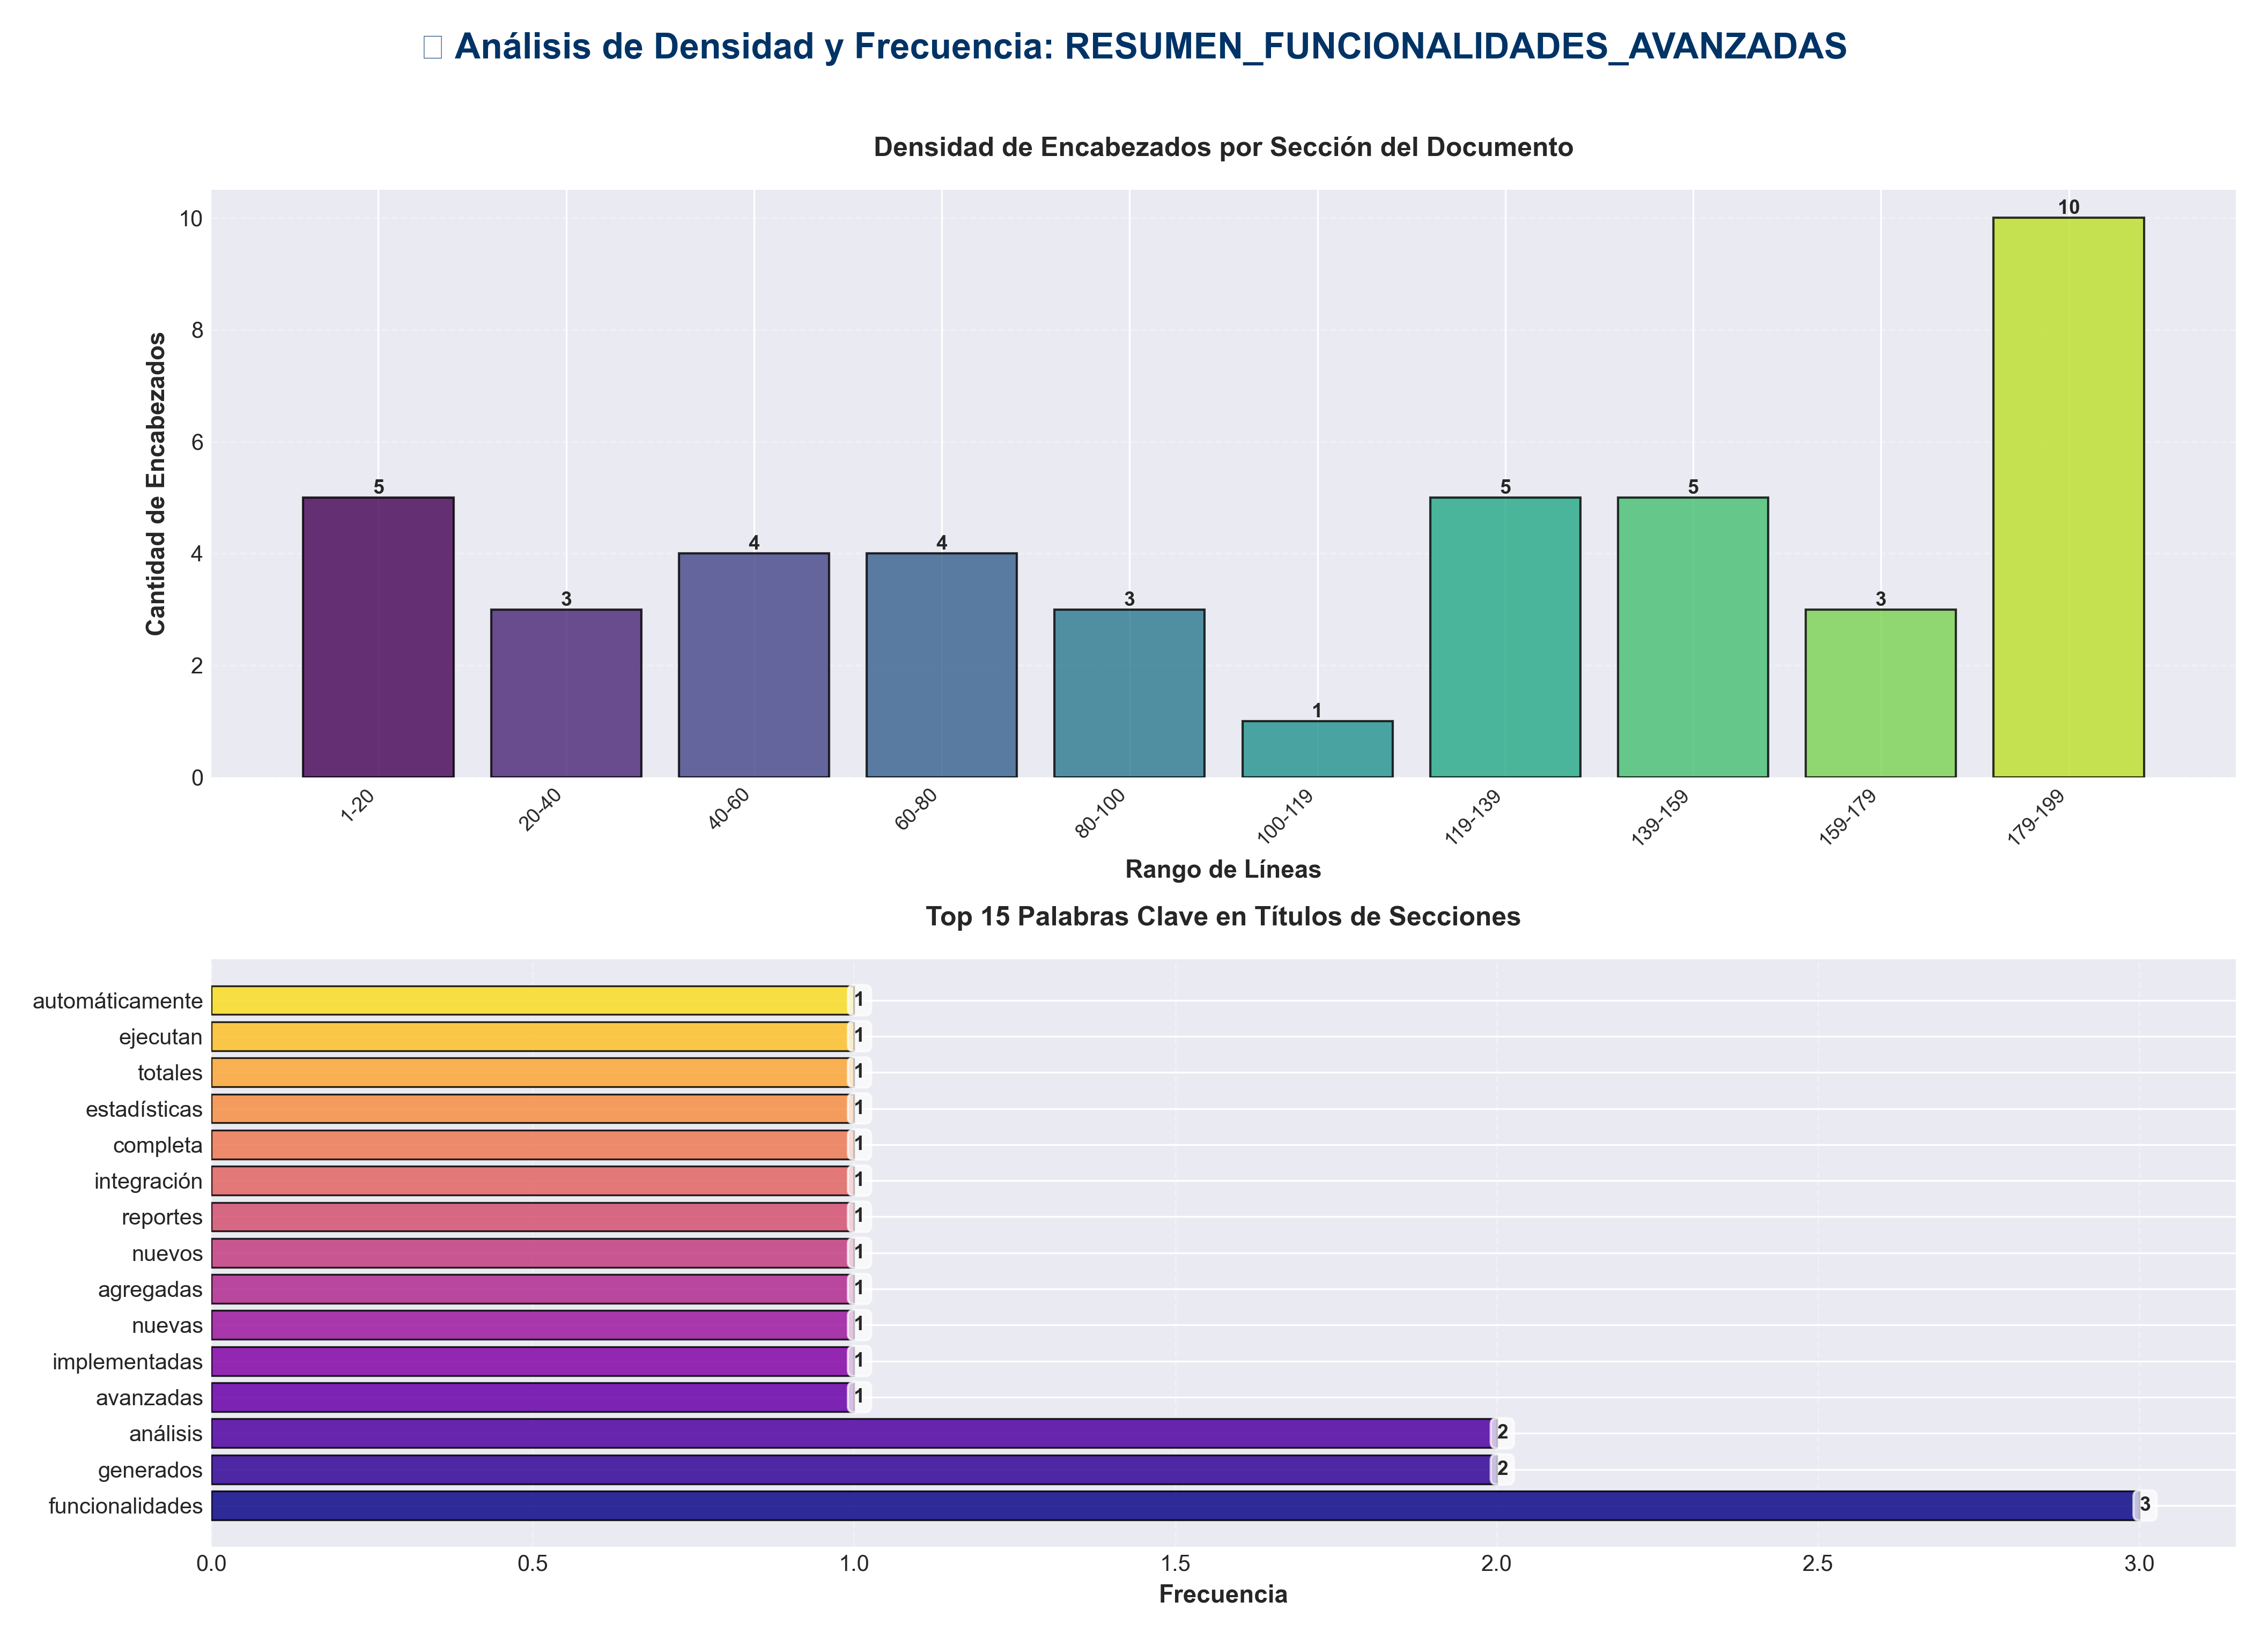 Análisis de Densidad y Frecuencia: RESUMEN_FUNCIONALIDADES_AVANZADAS
Densidad de Encabezados por Sección del Documento
Cantidad de Encabezados
10
8
6
4
2
0
5
3
4
4
3
1
5
5
3
10
1-20
20-40
40-60
60-80
80-100
100-119
119-139
139-159
159-179
179-199
Rango de Líneas
Top 15 Palabras Clave en Títulos de Secciones
automáticamente 1
ejecutan 1
totales 1
estadísticas 1
completa 1
integración 1
reportes 1
nuevos 1
agregadas 1
nuevas 1
implementadas 1
avanzadas 1
análisis 2
generados 2
funcionalidades 3
0.0 0.5 1.0 1.5 2.0 2.5 3.0
Frecuencia